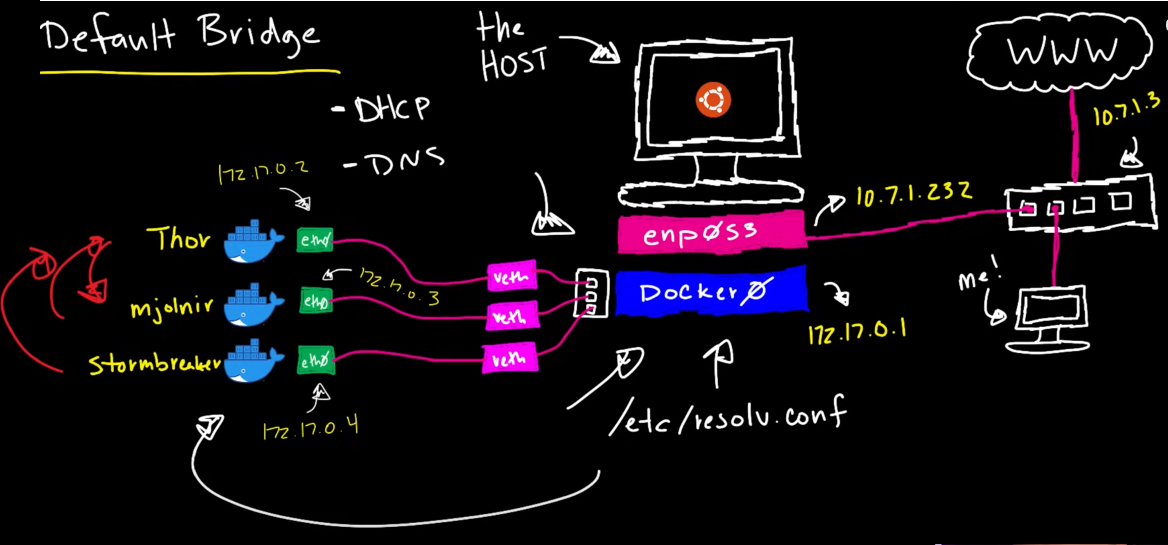 Default Bridge
- DHCP
- DNS
the
HOST
WWW
10.7.1.3
172.17.0.2
10.7.1.232
Thor
eth0
enp0s3
172.17.0.3
veth
me!
mjolnir
eth0
veth
Docker0
172.17.0.1
stormbreaker
eth0
veth
172.17.0.4
/etc/resolv.conf